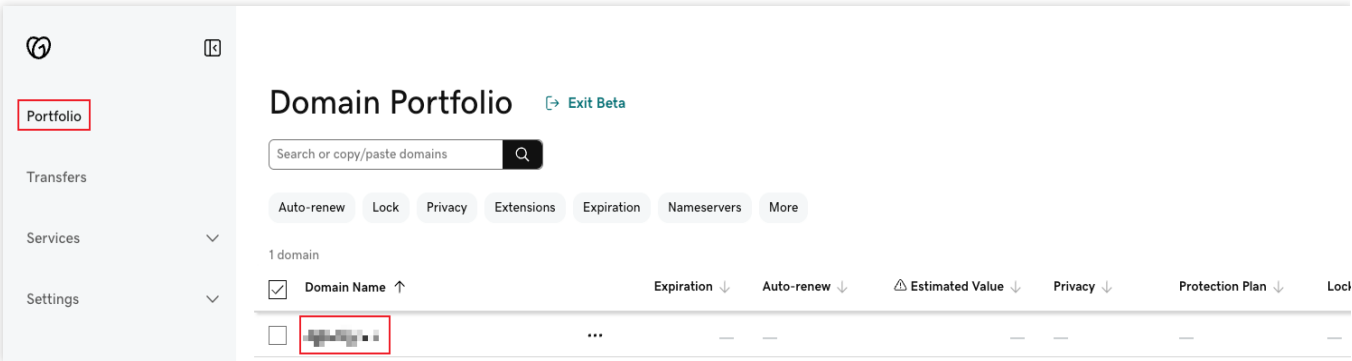 Portfolio
Transfers
Services
Settings
Domain Portfolio Exit Beta
Search or copy/paste domains
Auto-renew Lock Privacy Extensions Expiration Nameservers More
1 domain
Domain Name Expiration Auto-renew Estimated Value Privacy Protection Plan Lock